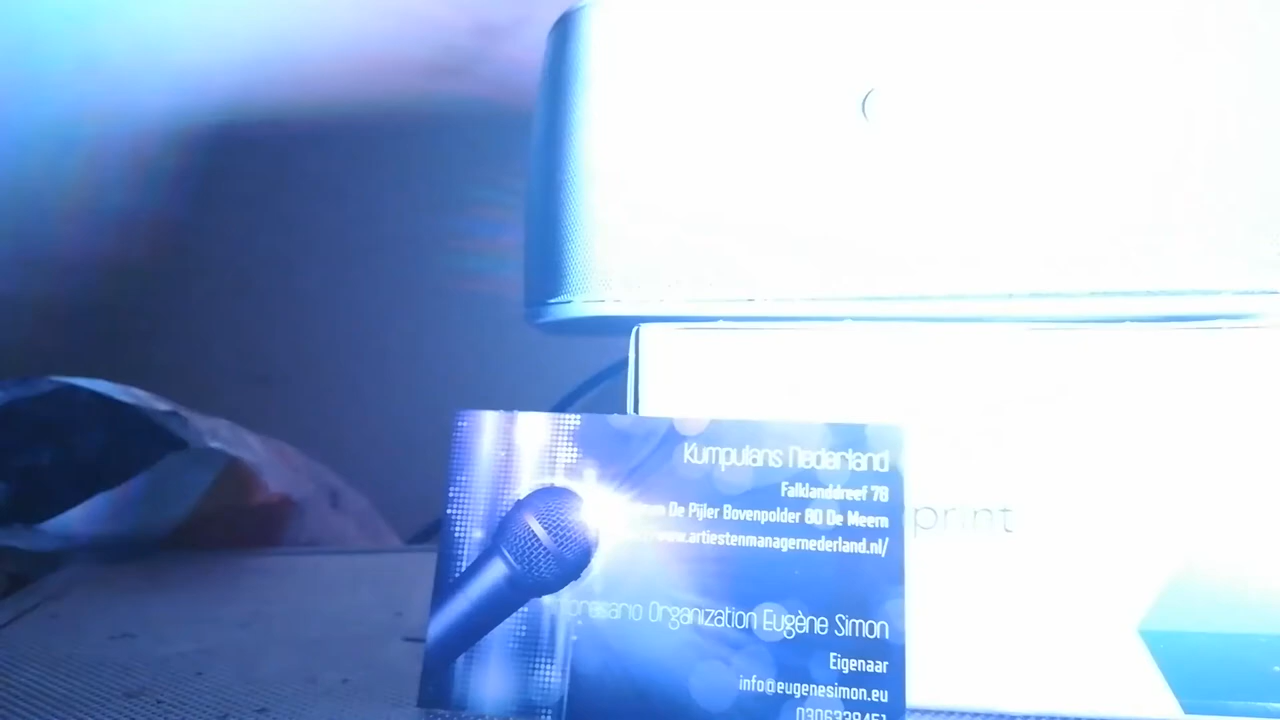 Kumpulans Nederland
Falklanddreef 78
De Pijler Bovenpolder 80 De Meern
www.artiestenmanagernederland.nl/
Organization Eugène Simon
Eigenaar
info@eugenesimon.eu
print